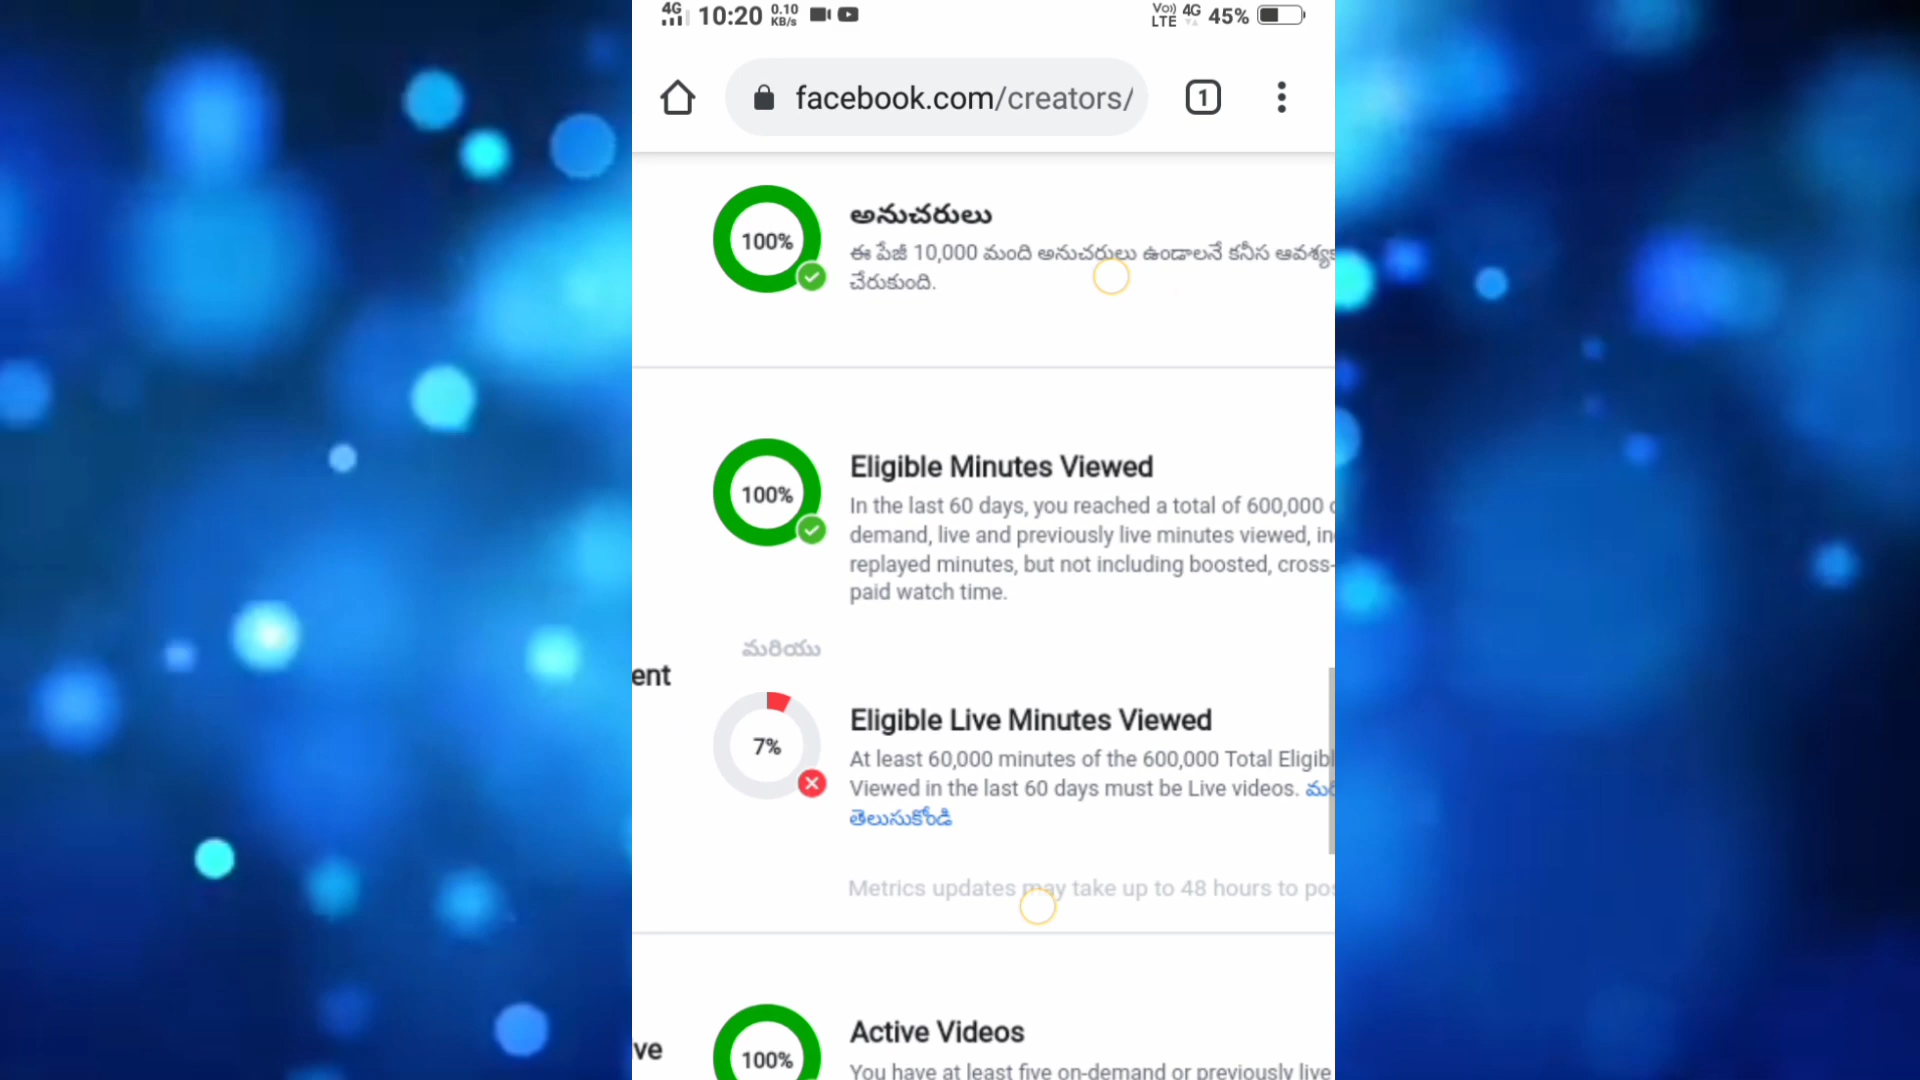 4G 10:20 0.10 KB/s Vo) LTE 4G 45%
facebook.com/creators/ 1
100%
అనుచరులు
ఈ పేజీ 10,000 మంది అనుచరులు ఉండాలనే కనీస
చేరుకుంది.
100%
Eligible Minutes Viewed
In the last 60 days, you reached a total of 600,000
demand, live and previously live minutes viewed,
replayed minutes, but not including boosted, cross-
paid watch time.
మరియు
ent
7%
Eligible Live Minutes Viewed
At least 60,000 minutes of the 600,000 Total
Viewed in the last 60 days must be Live videos.
తెలుసుకోండి
Metrics updates may take up to 48 hours to
ve
100%
Active Videos
You have at least five on-demand or previously live